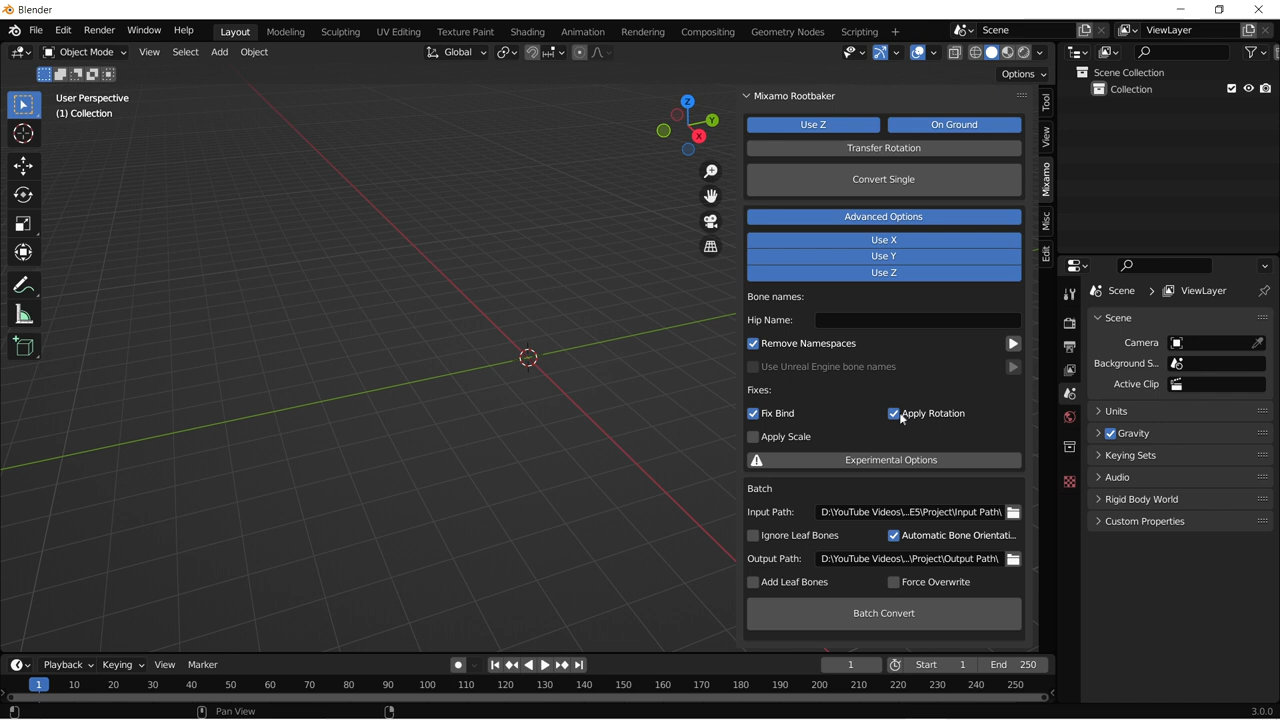 Blender
File Edit Render Window Help Layout Modeling Sculpting UV Editing Texture Paint Shading Animation Rendering Compositing Geometry Nodes Scripting + Scene ViewLayer
Object Mode View Select Add Object Global
Options
User Perspective
(1) Collection
Z
Y
X
Mixamo Rootbaker
Use Z On Ground
Transfer Rotation
Convert Single
Advanced Options
Use X
Use Y
Use Z
Bone names:
Hip Name:
Remove Namespaces
Use Unreal Engine bone names
Fixes:
Fix Bind Apply Rotation
Apply Scale
Experimental Options
Batch
Input Path: D:\YouTube Videos\...E5\Project\Input Path\
Ignore Leaf Bones Automatic Bone Orientati...
Output Path: D:\YouTube Videos\...\Project\Output Path\
Add Leaf Bones Force Overwrite
Batch Convert
Tool
View
Mixamo
Misc
Edit
Scene Collection
Collection
Scene ViewLayer
Scene
Camera
Background S...
Active Clip
Units
Gravity
Keying Sets
Audio
Rigid Body World
Custom Properties
Playback Keying View Marker 1 Start 1 End 250
1 10 20 30 40 50 60 70 80 90 100 110 120 130 140 150 160 170 180 190 200 210 220 230 240 250
Pan View 3.0.0